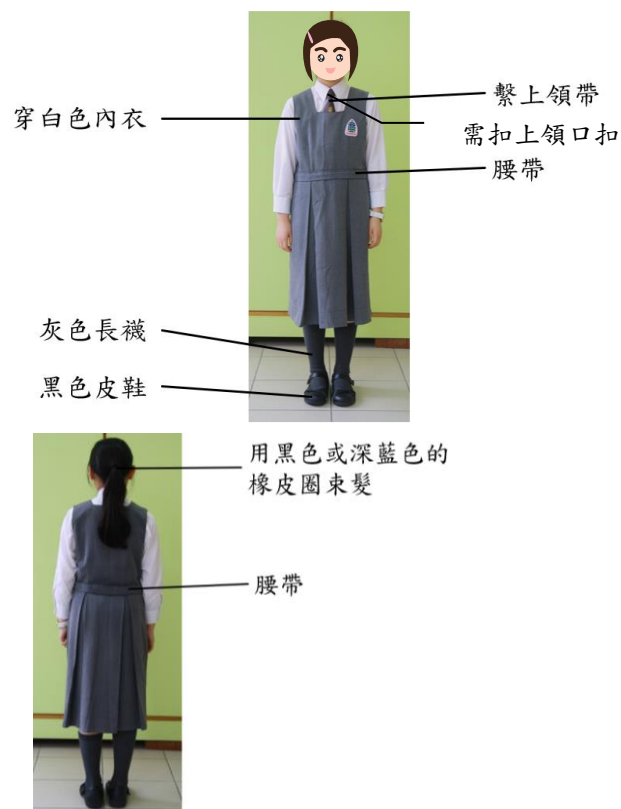 繫上領帶
穿白色內衣
需扣上領口扣
腰帶
灰色長襪
黑色皮鞋
用黑色或深藍色的
橡皮圈束髮
腰帶